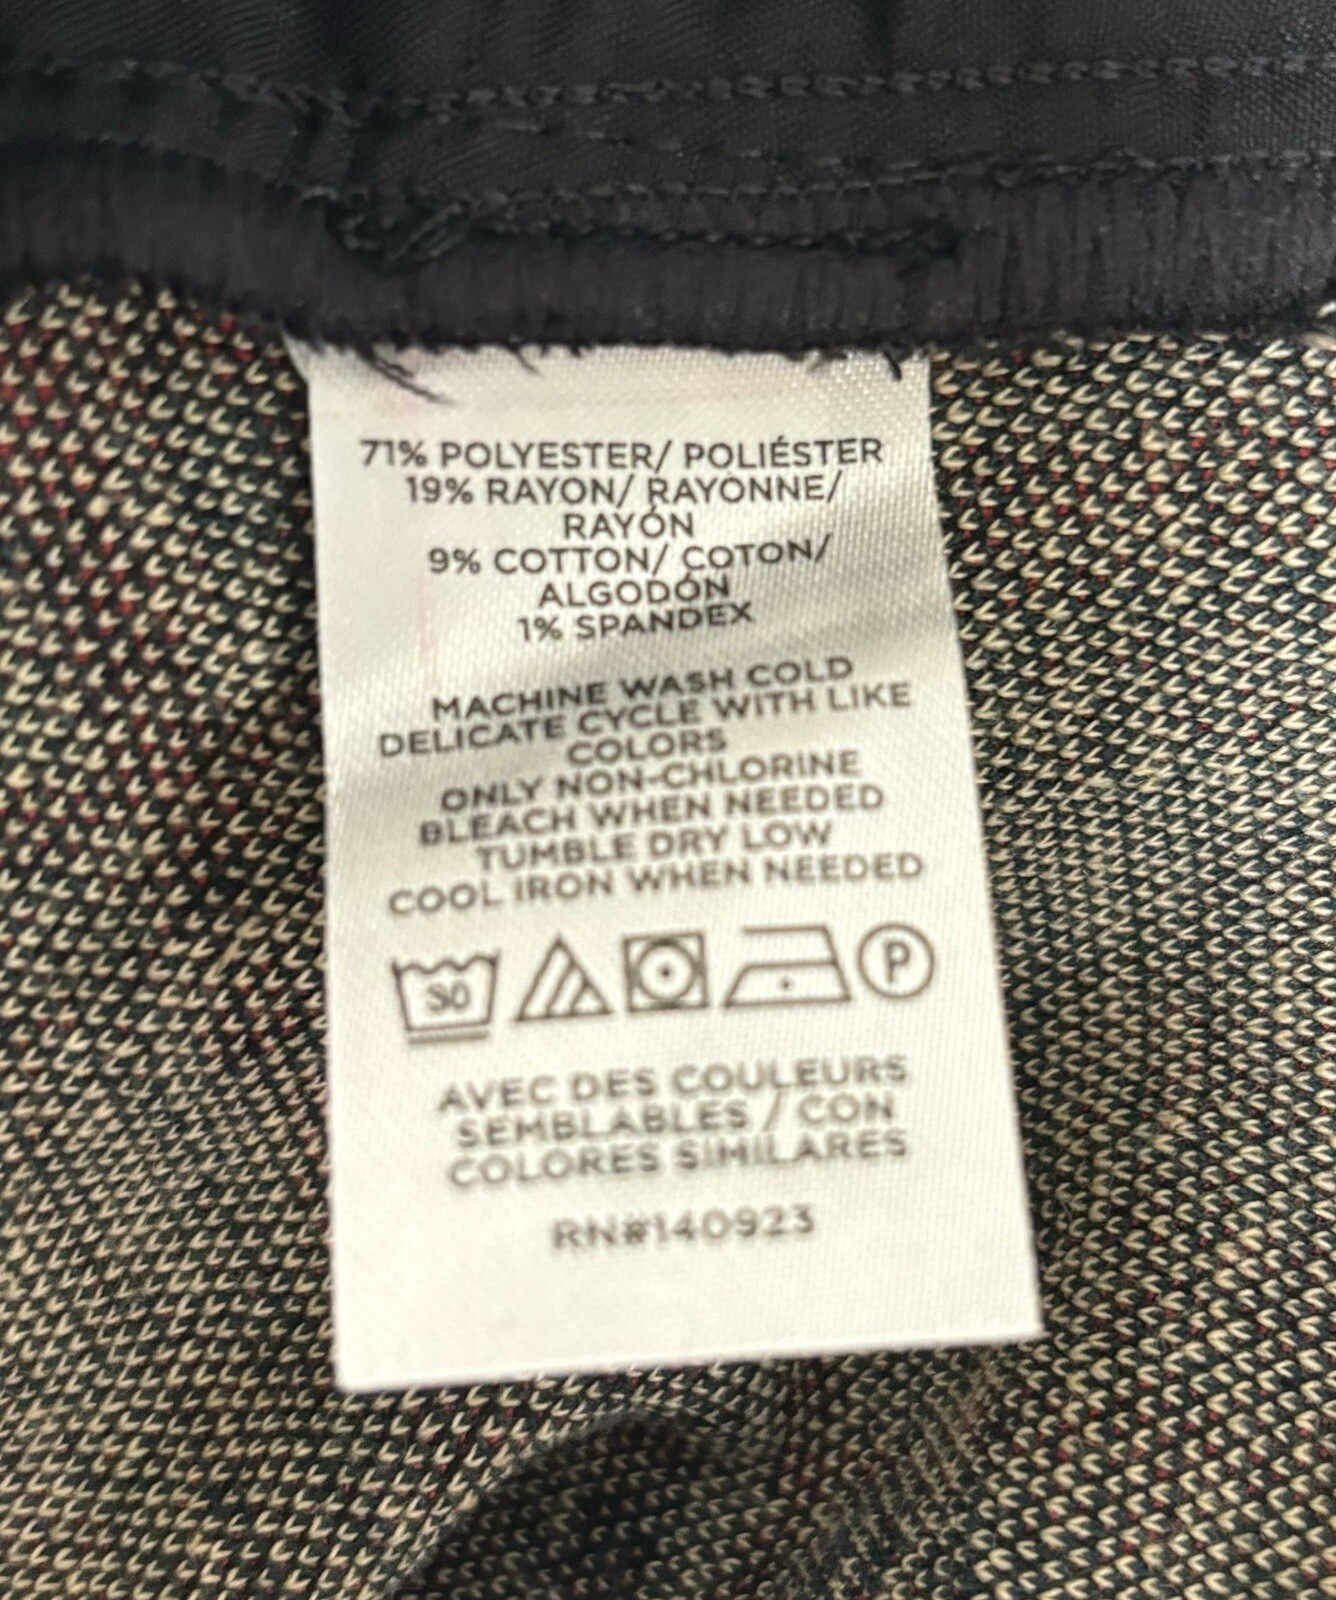 71% POLYESTER/ POLIÉSTER
19% RAYON/ RAYONNE/
RAYÓN
9% COTTON/ COTON/
ALGODÓN
1% SPANDEX
MACHINE WASH COLD
DELICATE CYCLE WITH LIKE
COLORS
ONLY NON-CHLORINE
BLEACH WHEN NEEDED
TUMBLE DRY LOW
COOL IRON WHEN NEEDED
30
P
AVEC DES COULEURS
SEMBLABLES / CON
COLORES SIMILARES
RN#140923